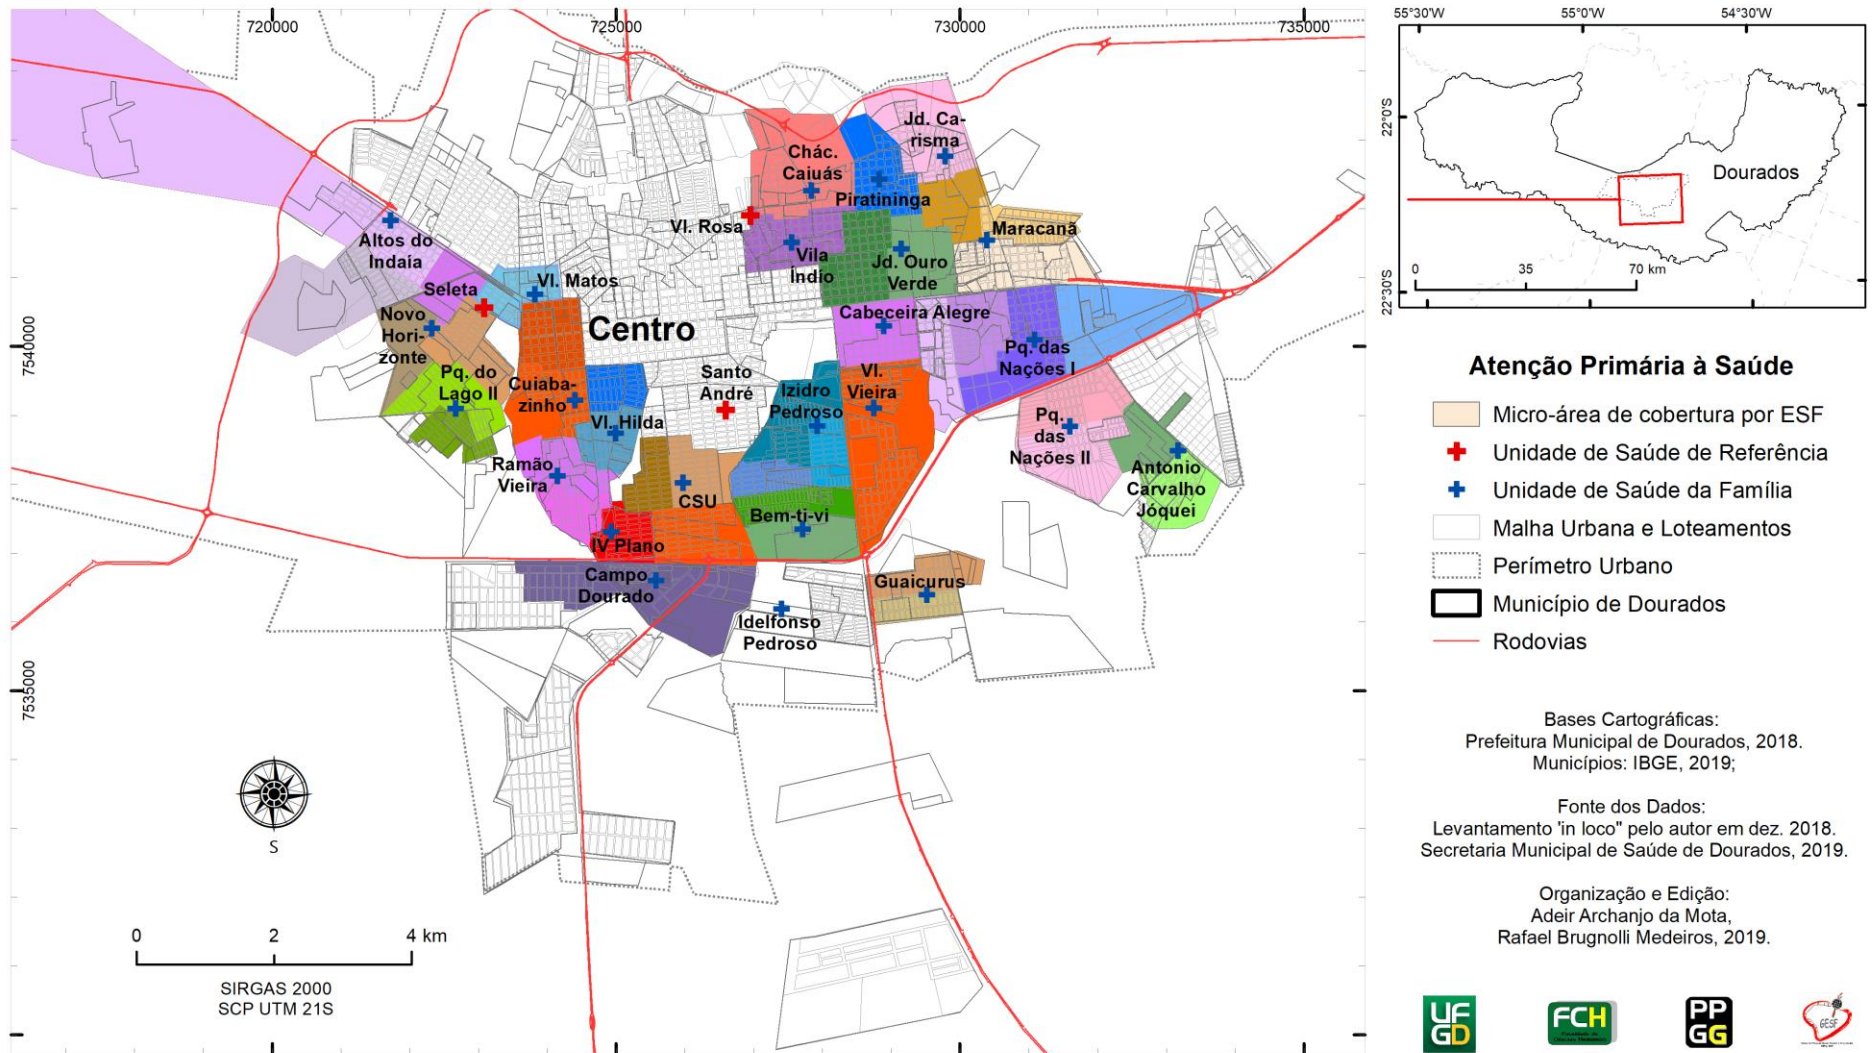 720000
725000
730000
735000
7540000
7535000
Jd. Ca-
risma
Chác.
Caiuás
Piratininga
Vl. Rosa
Maracanã
Vila
Índio
Jd. Ouro
Verde
Altos do
Indaía
Seleta
Vl. Matos
Novo
Hori-
zonte
Centro
Cabeceira Alegre
Pq. das
Nações I
Pq. do
Lago II
Cuiaba-
zinho
Santo
André
Izidro
Pedroso
Vl.
Vieira
Vl. Hilda
Pq.
das
Nações II
Ramão
Vieira
CSU
Antonio
Carvalho
Jóquei
Bem-ti-vi
IV Plano
Campo
Dourado
Guaicurus
Idelfonso
Pedroso
S
0 2 4 km
SIRGAS 2000
SCP UTM 21S
55°30'W
55°0'W
54°30'W
22°0'S
22°30'S
Dourados
0 35 70 km
Atenção Primária à Saúde
Micro-área de cobertura por ESF
Unidade de Saúde de Referência
Unidade de Saúde da Família
Malha Urbana e Loteamentos
Perímetro Urbano
Município de Dourados
Rodovias
Bases Cartográficas:
Prefeitura Municipal de Dourados, 2018.
Municípios: IBGE, 2019;
Fonte dos Dados:
Levantamento 'in loco" pelo autor em dez. 2018.
Secretaria Municipal de Saúde de Dourados, 2019.
Organização e Edição:
Adeir Archanjo da Mota,
Rafael Brugnolli Medeiros, 2019.
UF
GD
FCH
PP
GG
GESF